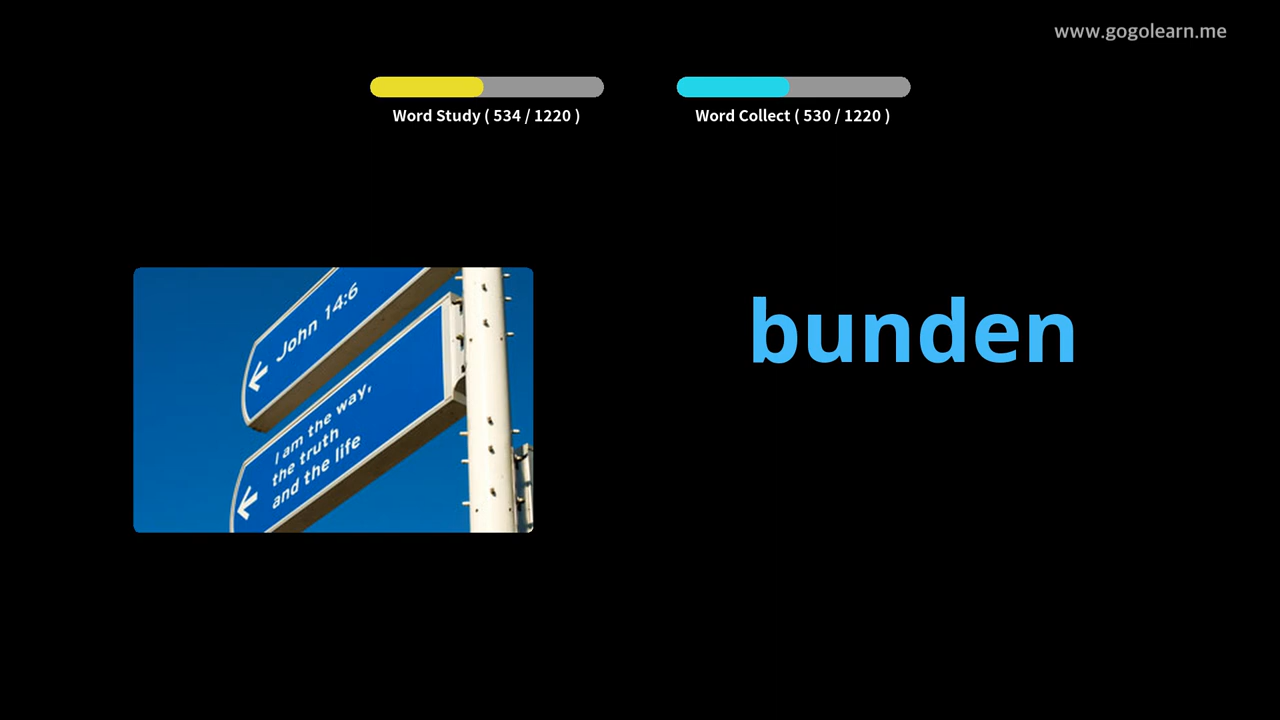 www.gogolearn.me
Word Study ( 534 / 1220 )
Word Collect ( 530 / 1220 )
John 14:6
I am the way,
the truth
and the life
bunden